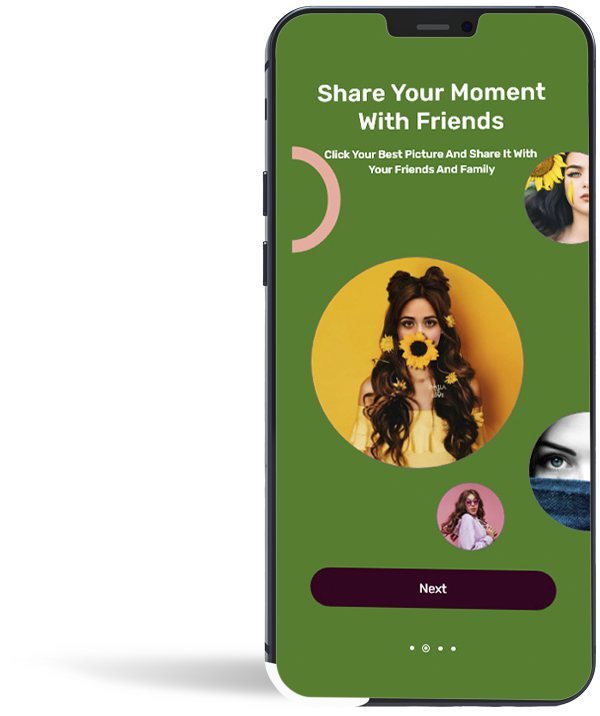 Share Your Moment
With Friends
Click Your Best Picture And Share It With
Your Friends And Family
Next